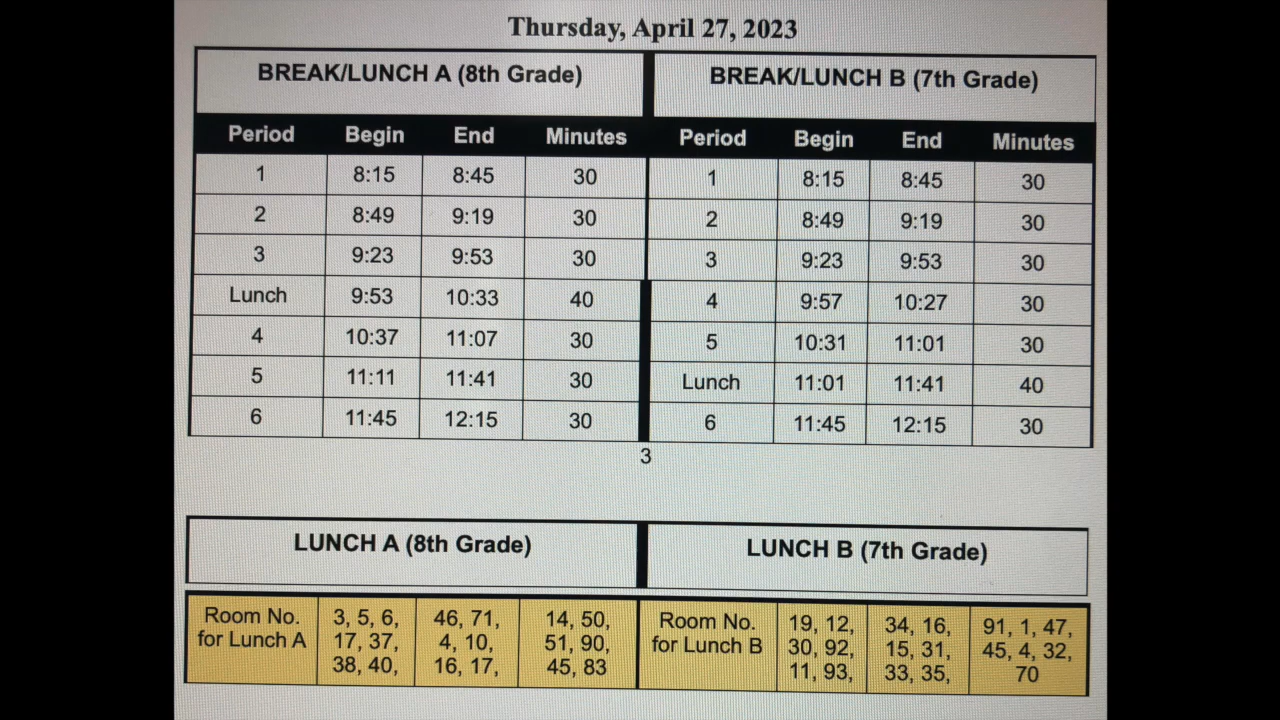 Thursday, April 27, 2023
BREAK/LUNCH A (8th Grade) BREAK/LUNCH B (7th Grade)
Period Begin End Minutes Period Begin End Minutes
1 8:15 8:45 30 1 8:15 8:45 30
2 8:49 9:19 30 2 8:49 9:19 30
3 9:23 9:53 30 3 9:23 9:53 30
Lunch 9:53 10:33 40 4 9:57 10:27 30
4 10:37 11:07 30 5 10:31 11:01 30
5 11:11 11:41 30 Lunch 11:01 11:41 40
6 11:45 12:15 30 6 11:45 12:15 30
3
LUNCH A (8th Grade) LUNCH B (7th Grade)
Room No. 3, 5, 6, 46, 71, 14, 50, Room No. 19, 12, 34, 16, 91, 1, 47,
for Lunch A 17, 37, 4, 10, 51, 90, for Lunch B 30, 92, 15, 31, 45, 4, 32,
38, 40, 16, 17, 45, 83 11, 93, 33, 35, 70